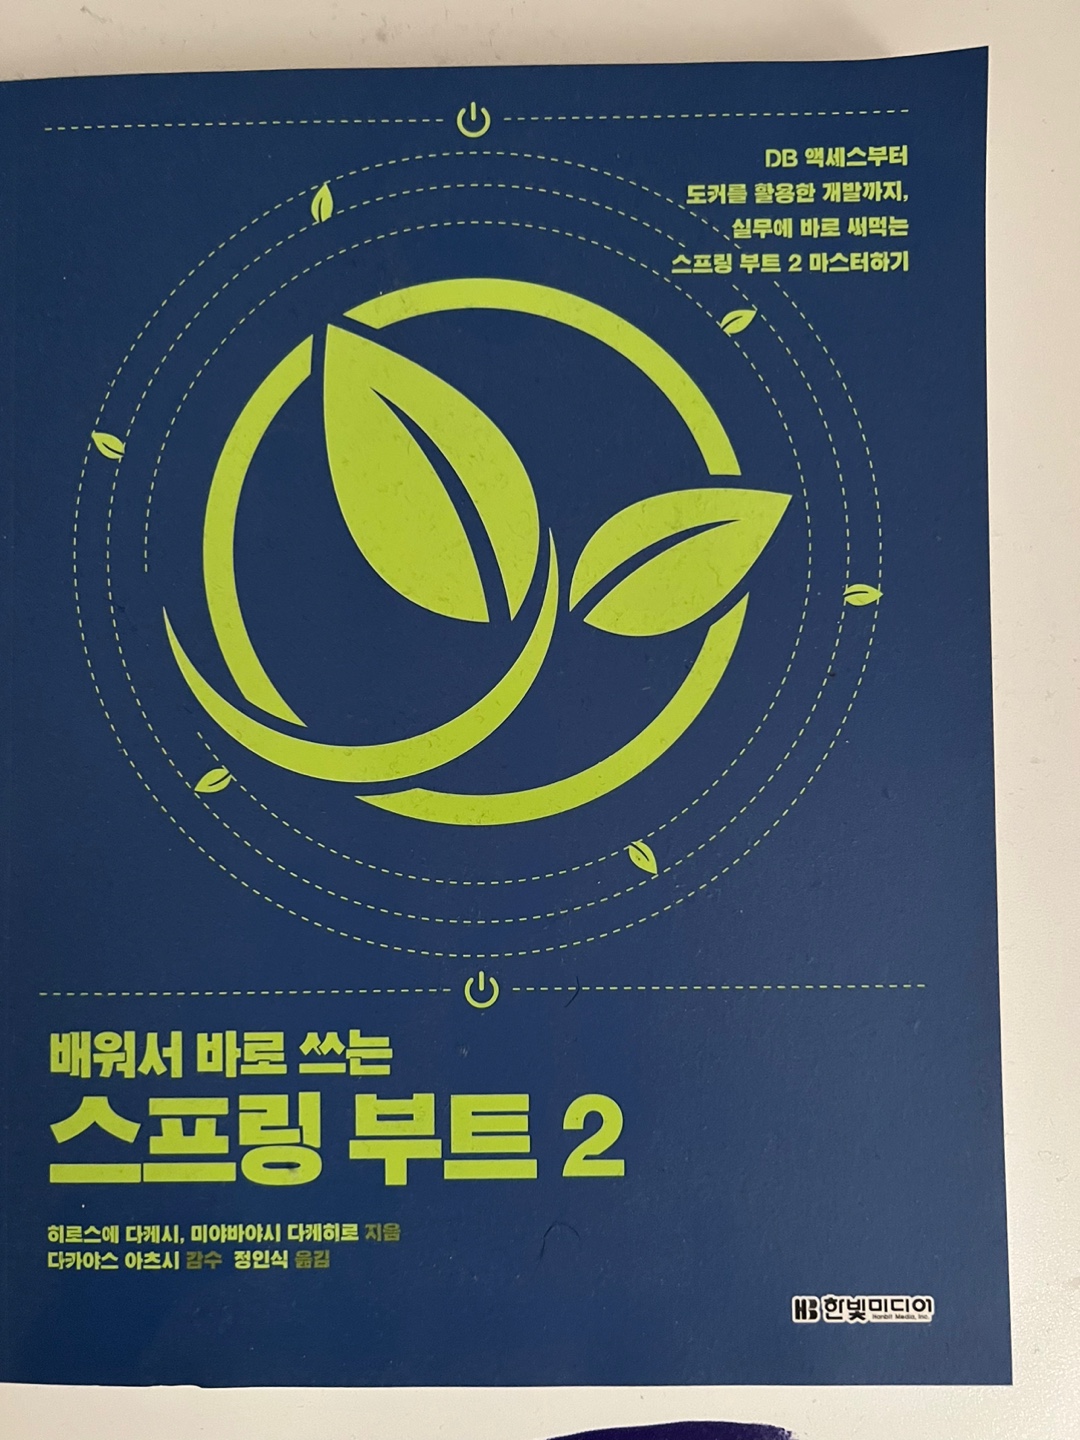 DB 액세스부터
도커를 활용한 개발까지,
실무에 바로 써먹는
스프링 부트 2 마스터하기
배워서 바로 쓰는
스프링 부트 2
히로스에 다케시, 미야바야시 다케히로 지음
다카야스 아츠시 감수 정인식 옮김
HB 한빛미디어
Hanbit Media, Inc.